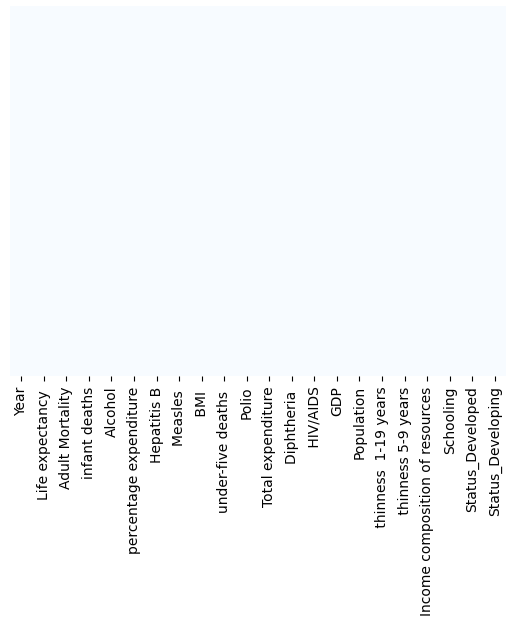 Year
Life expectancy
Adult Mortality
infant deaths
Alcohol
percentage expenditure
Hepatitis B
Measles
BMI
under-five deaths
Polio
Total expenditure
Diphtheria
HIV/AIDS
GDP
Population
thinness  1-19 years
thinness 5-9 years
Income composition of resources
Schooling
Status_Developed
Status_Developing